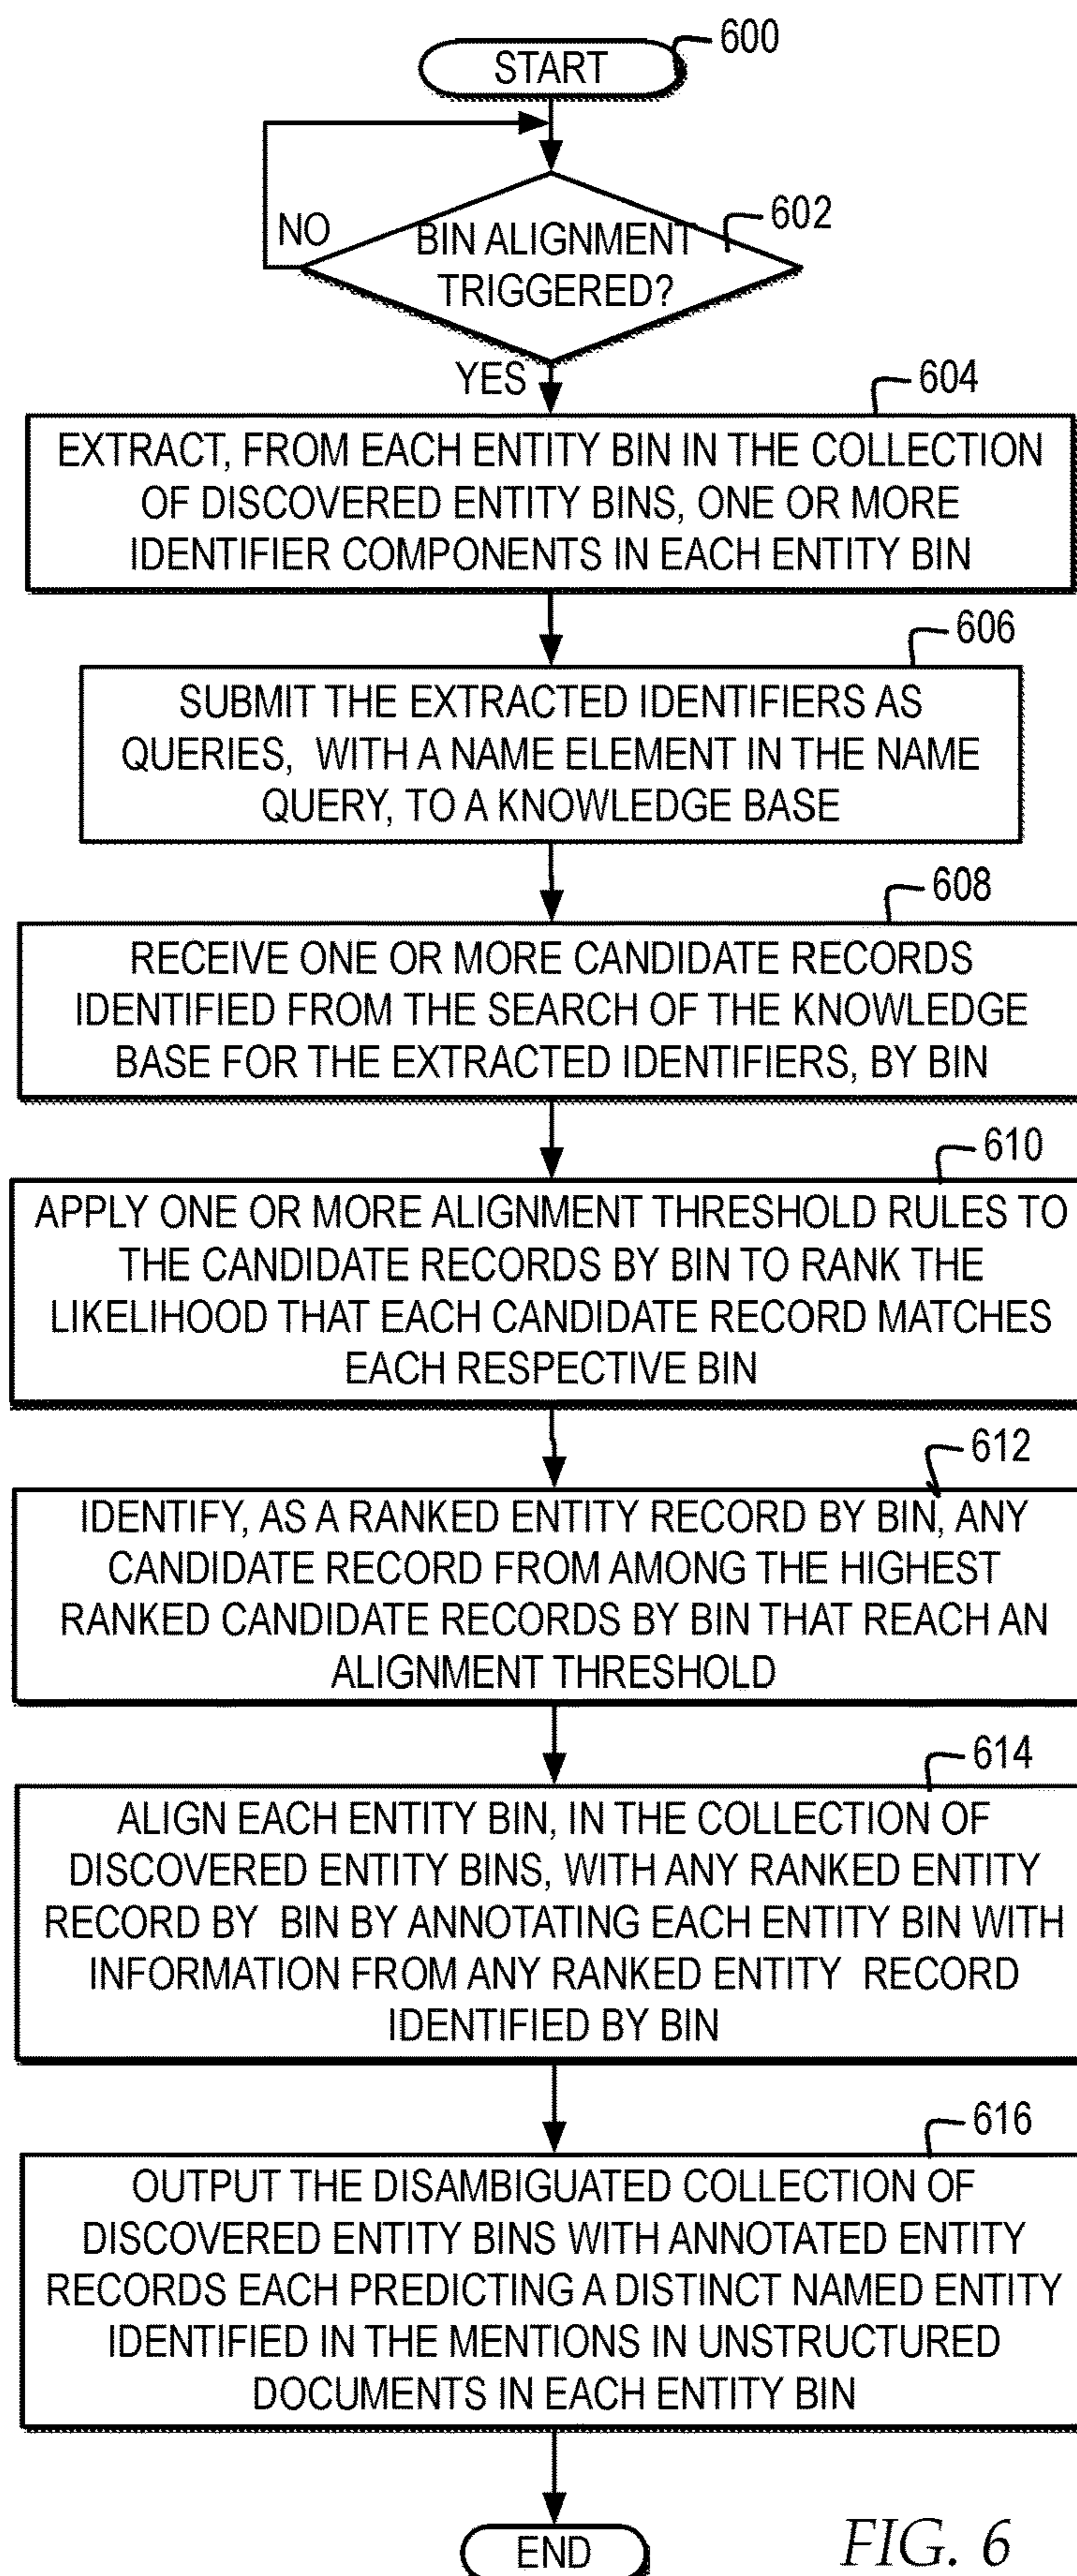 600
START
602
NO
BIN ALIGNMENT
TRIGGERED?
YES
604
EXTRACT, FROM EACH ENTITY BIN IN THE COLLECTION
OF DISCOVERED ENTITY BINS, ONE OR MORE
IDENTIFIER COMPONENTS IN EACH ENTITY BIN
606
SUBMIT THE EXTRACTED IDENTIFIERS AS
QUERIES, WITH A NAME ELEMENT IN THE NAME
QUERY, TO A KNOWLEDGE BASE
608
RECEIVE ONE OR MORE CANDIDATE RECORDS
IDENTIFIED FROM THE SEARCH OF THE KNOWLEDGE
BASE FOR THE EXTRACTED IDENTIFIERS, BY BIN
610
APPLY ONE OR MORE ALIGNMENT THRESHOLD RULES TO
THE CANDIDATE RECORDS BY BIN TO RANK THE
LIKELIHOOD THAT EACH CANDIDATE RECORD MATCHES
EACH RESPECTIVE BIN
612
IDENTIFY, AS A RANKED ENTITY RECORD BY BIN, ANY
CANDIDATE RECORD FROM AMONG THE HIGHEST
RANKED CANDIDATE RECORDS BY BIN THAT REACH AN
ALIGNMENT THRESHOLD
614
ALIGN EACH ENTITY BIN, IN THE COLLECTION OF
DISCOVERED ENTITY BINS, WITH ANY RANKED ENTITY
RECORD BY BIN BY ANNOTATING EACH ENTITY BIN WITH
INFORMATION FROM ANY RANKED ENTITY RECORD
IDENTIFIED BY BIN
616
OUTPUT THE DISAMBIGUATED COLLECTION OF
DISCOVERED ENTITY BINS WITH ANNOTATED ENTITY
RECORDS EACH PREDICTING A DISTINCT NAMED ENTITY
IDENTIFIED IN THE MENTIONS IN UNSTRUCTURED
DOCUMENTS IN EACH ENTITY BIN
END
FIG. 6